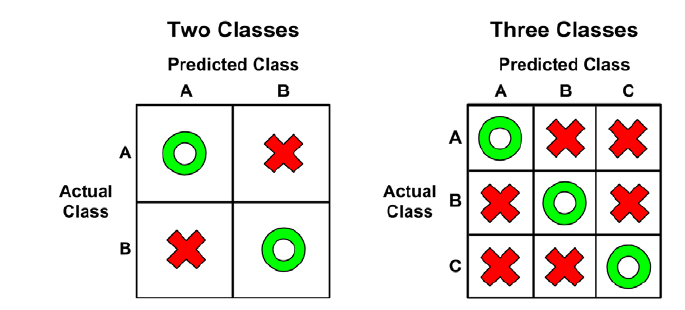 Two Classes
Predicted Class
A B
A
Actual
Class
B
Three Classes
Predicted Class
A B C
A
Actual
Class
B
C